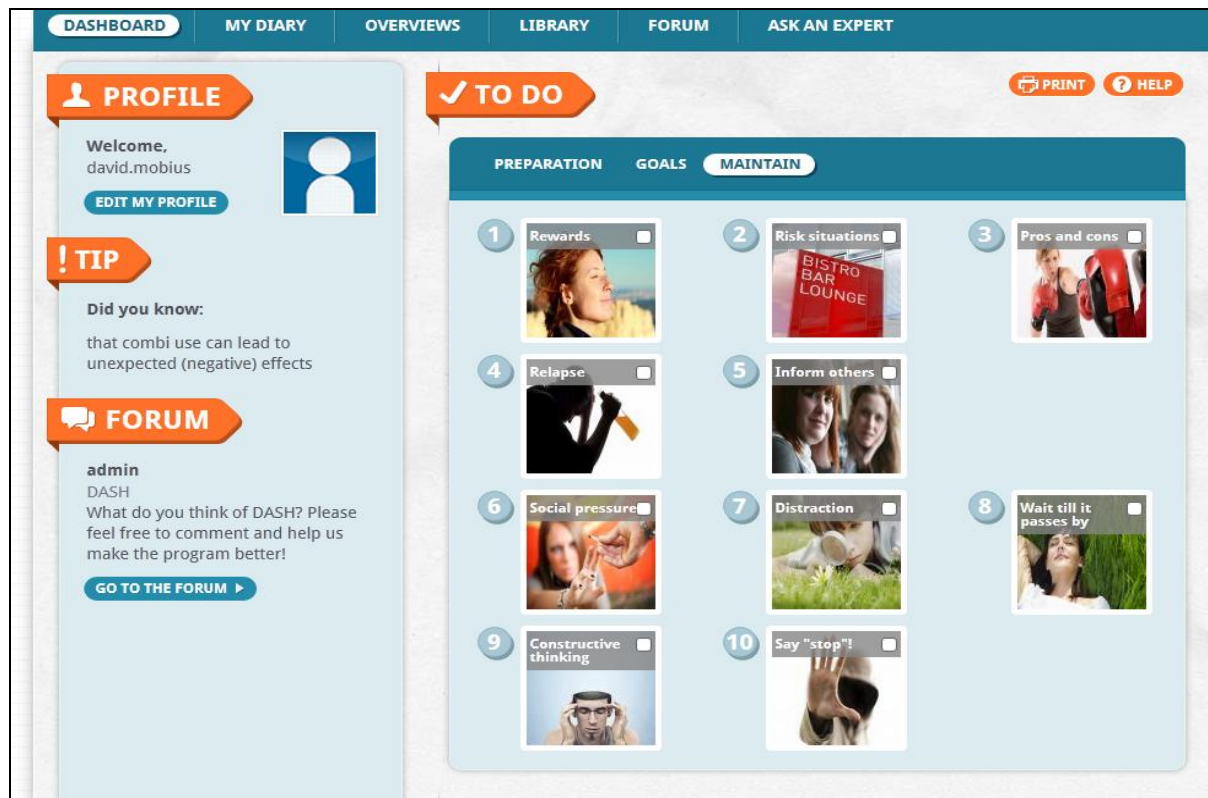 DASHBOARD MY DIARY OVERVIEWS LIBRARY FORUM ASK AN EXPERT
PROFILE
Welcome,
david.mobius
EDIT MY PROFILE
! TIP
Did you know:
that combi use can lead to
unexpected (negative) effects
FORUM
admin
DASH
What do you think of DASH? Please
feel free to comment and help us
make the program better!
GO TO THE FORUM
TO DO
PRINT ? HELP
PREPARATION GOALS MAINTAIN
1 Rewards
2 Risk situations
BISTRO
BAR
LOUNGE
3 Pros and cons
4 Relapse
5 Inform others
6 Social pressure
7 Distraction
8 Wait till it
passes by
9 Constructive
thinking
10 Say "stop"!